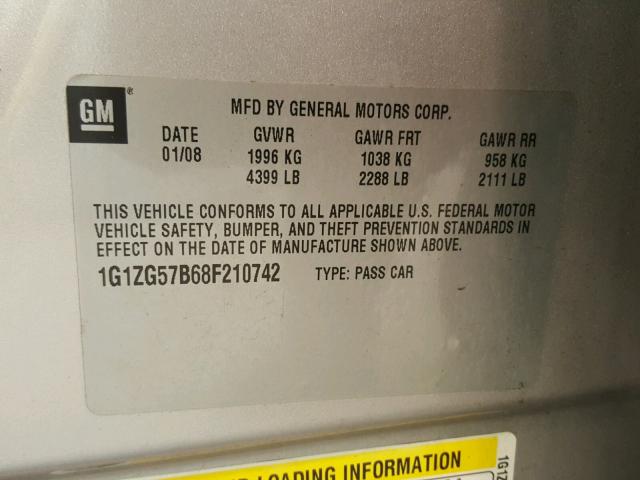 GM®
MFD BY GENERAL MOTORS CORP.
DATE GVWR GAWR FRT GAWR RR
01/08 1996 KG 1038 KG 958 KG
4399 LB 2288 LB 2111 LB
THIS VEHICLE CONFORMS TO ALL APPLICABLE U.S. FEDERAL MOTOR
VEHICLE SAFETY, BUMPER, AND THEFT PREVENTION STANDARDS IN
EFFECT ON THE DATE OF MANUFACTURE SHOWN ABOVE.
1G1ZG57B68F210742 TYPE: PASS CAR
LOADING INFORMATION
1G1Z